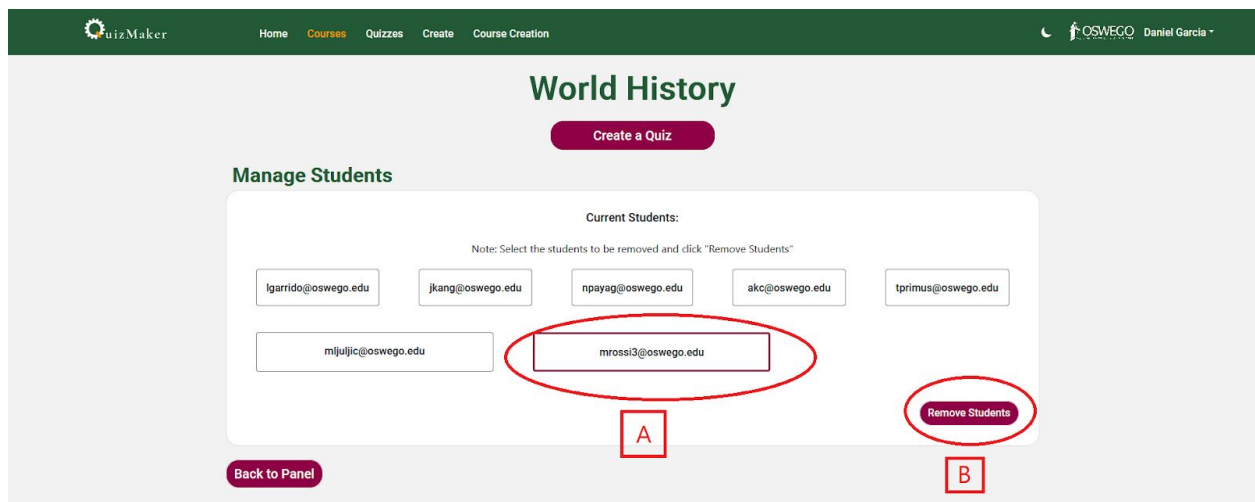 QuizMaker Home Courses Quizzes Create Course Creation OSWEGO Daniel Garcia
World History
Create a Quiz
Manage Students
Current Students:
Note: Select the students to be removed and click "Remove Students"
lgarrido@oswego.edu jkang@oswego.edu npayag@oswego.edu akc@oswego.edu tprimus@oswego.edu
mljuljic@oswego.edu mrossi3@oswego.edu
Remove Students
A
Back to Panel
B